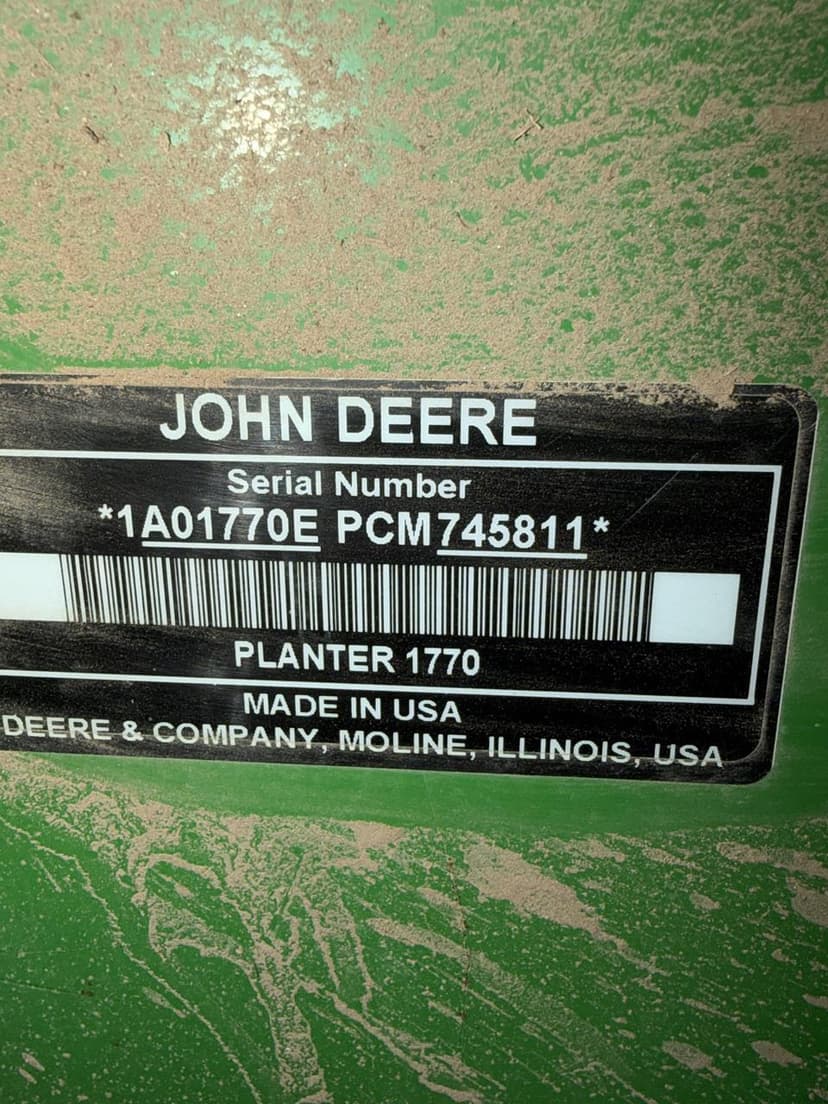 JOHN DEERE
Serial Number
*1A01770E PCM745811*
PLANTER 1770
MADE IN USA
DEERE & COMPANY, MOLINE, ILLINOIS, USA